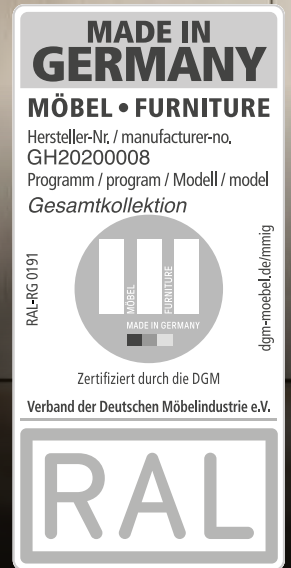 MADE IN
GERMANY
MÖBEL • FURNITURE
Hersteller-Nr. / manufacturer-no.
GH20200008
Programm / program / Modell / model
Gesamtkollektion
RAL-RG 0191
MÖBEL
FURNITURE
MADE IN GERMANY
dgm-moebel.de/mmig
Zertifiziert durch die DGM
Verband der Deutschen Möbelindustrie e.V.
RAL